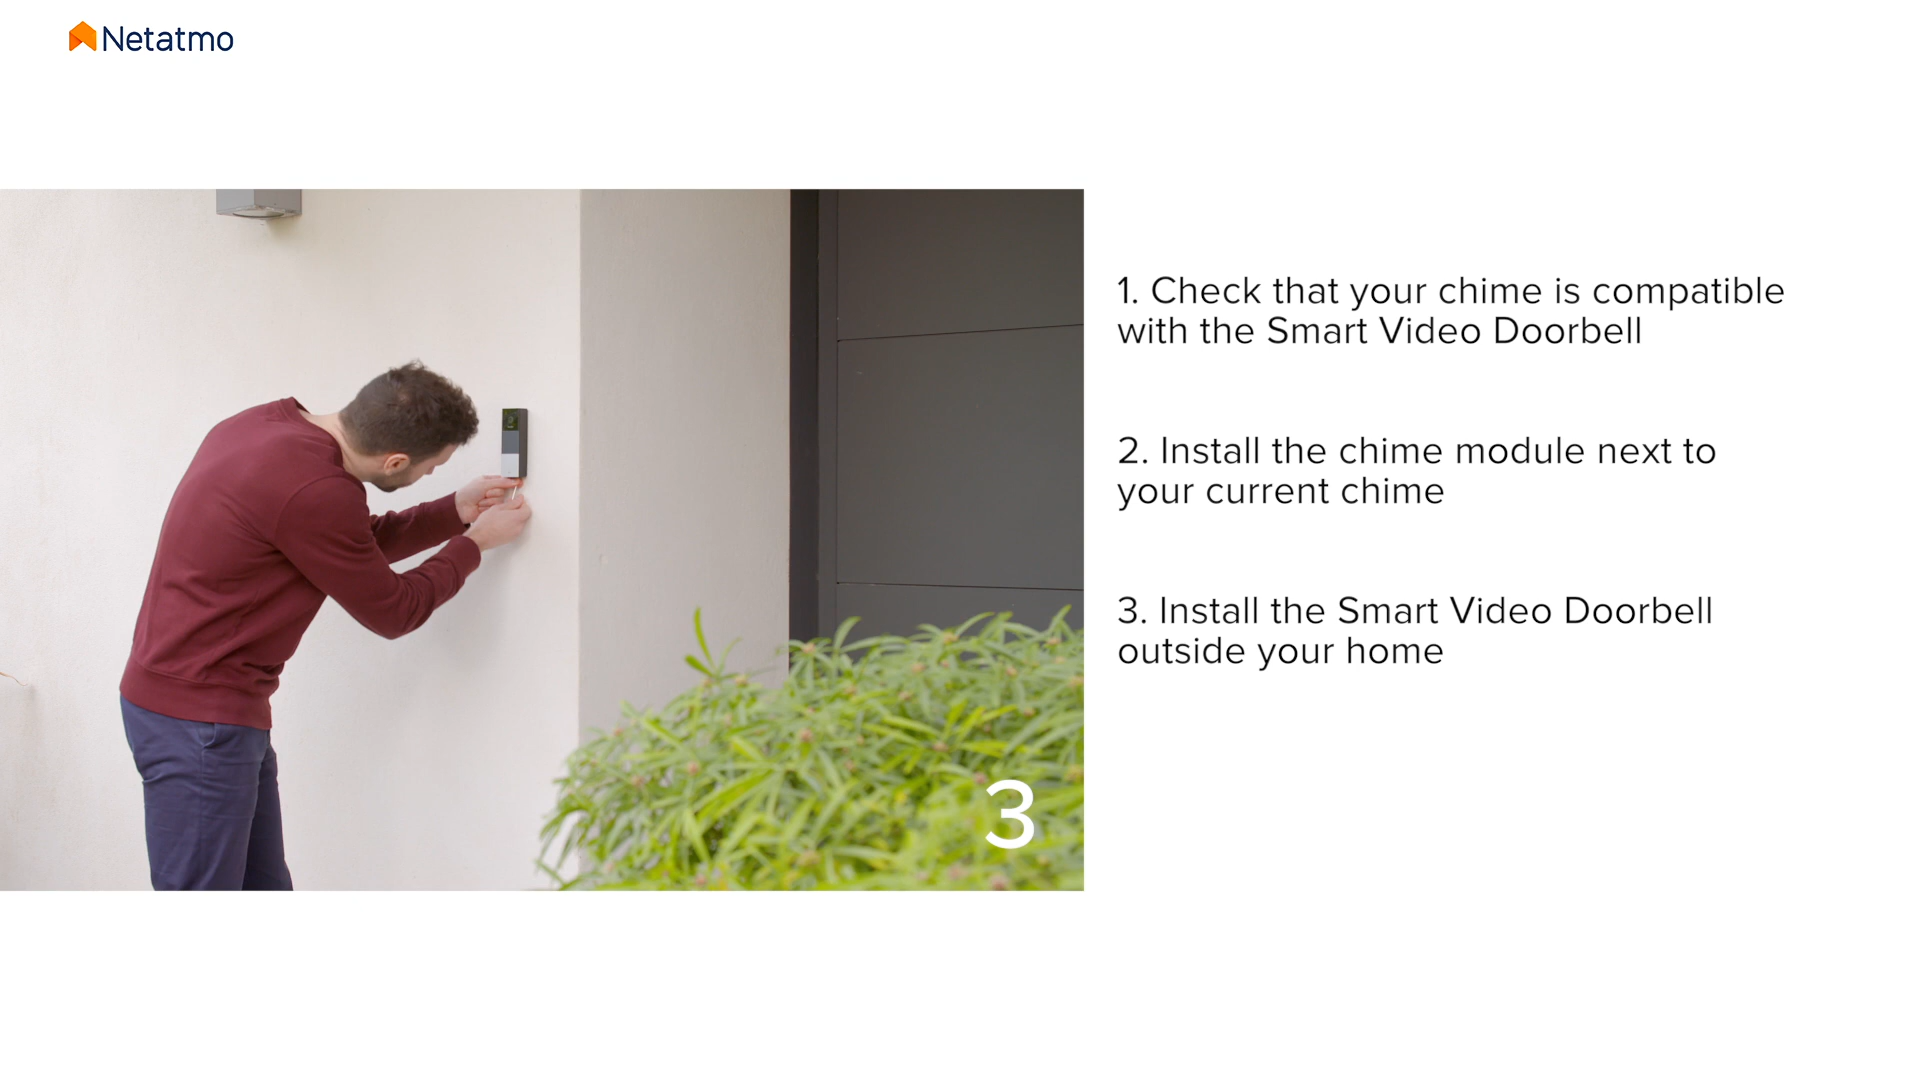 Netatmo
1. Check that your chime is compatible
with the Smart Video Doorbell
2. Install the chime module next to
your current chime
3. Install the Smart Video Doorbell
outside your home
3